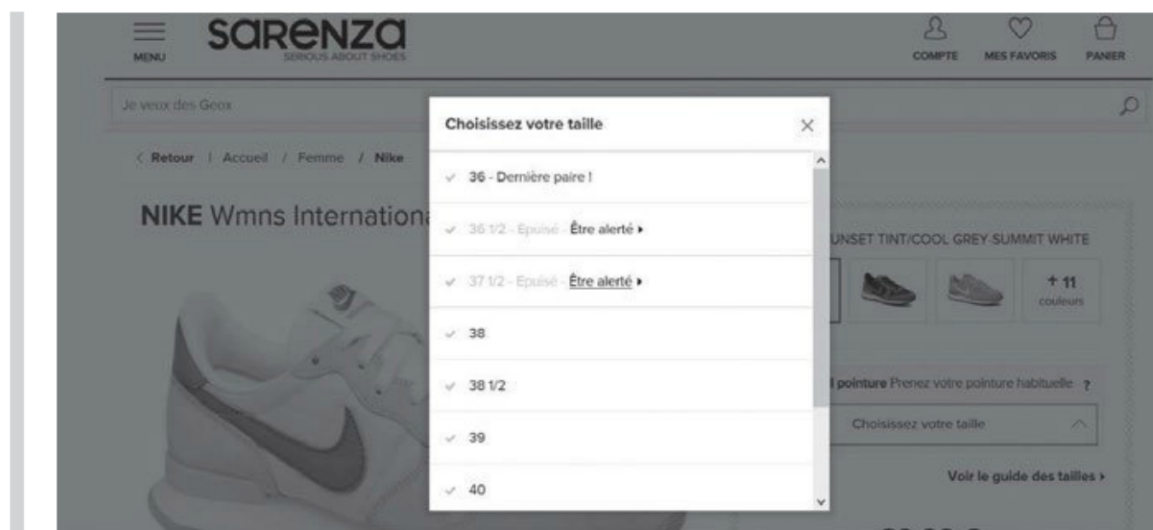 MENU
sarenza
SERIOUS ABOUT SHOES
COMPTE
MES FAVORIS
PANIER
Je veux des Geox
< Retour | Accueil / Femme / Nike
NIKE Wmns Internationa
Choisissez votre taille
36 - Dernière paire !
36 1/2 - Epuisé - Être alerté
37 1/2 - Epuisé - Être alerté
38
38 1/2
39
40
UNSET TINT/COOL GREY-SUMMIT WHITE
+ 11
couleurs
pointure Prenez votre pointure habituelle ?
Choisissez votre taille
Voir le guide des tailles